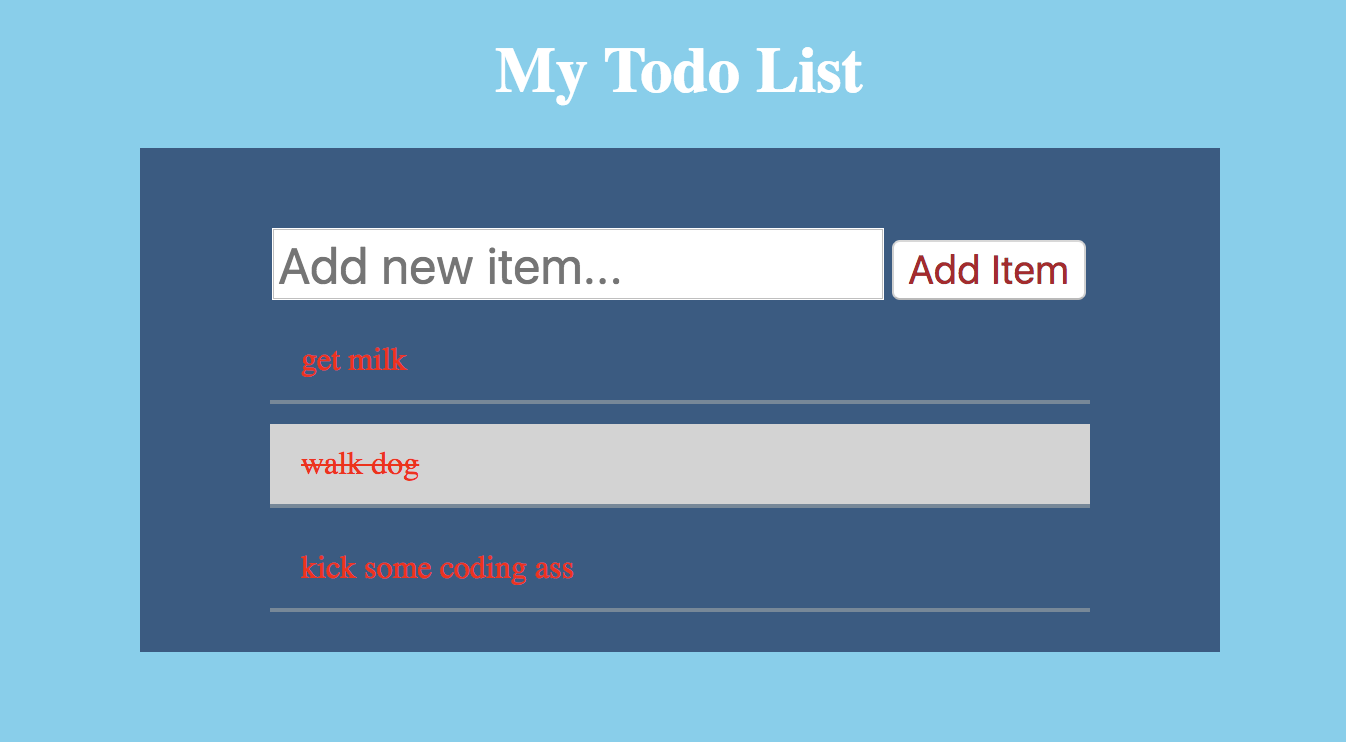 My Todo List
Add new item... Add Item
get milk
walk dog
kick some coding ass